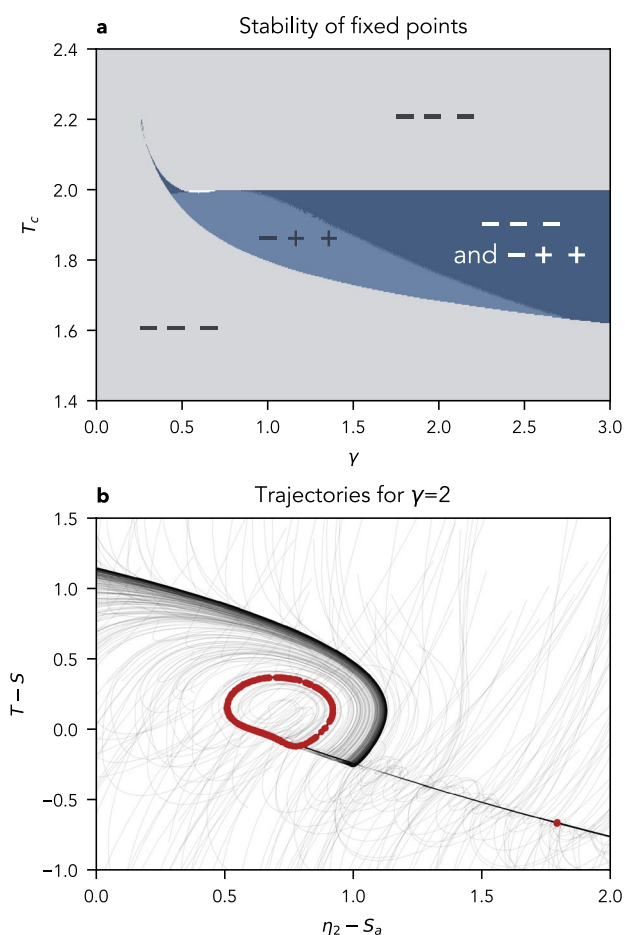 a Stability of fixed points
2.4
2.2
2.0
1.8
1.6
1.4
T_c
− − −
− − −
and − + +
− + +
− − −
0.0 0.5 1.0 1.5 2.0 2.5 3.0
γ
b Trajectories for γ=2
1.5
1.0
0.5
0.0
−0.5
−1.0
T − S
0.0 0.5 1.0 1.5 2.0
η₂ − Sₐ